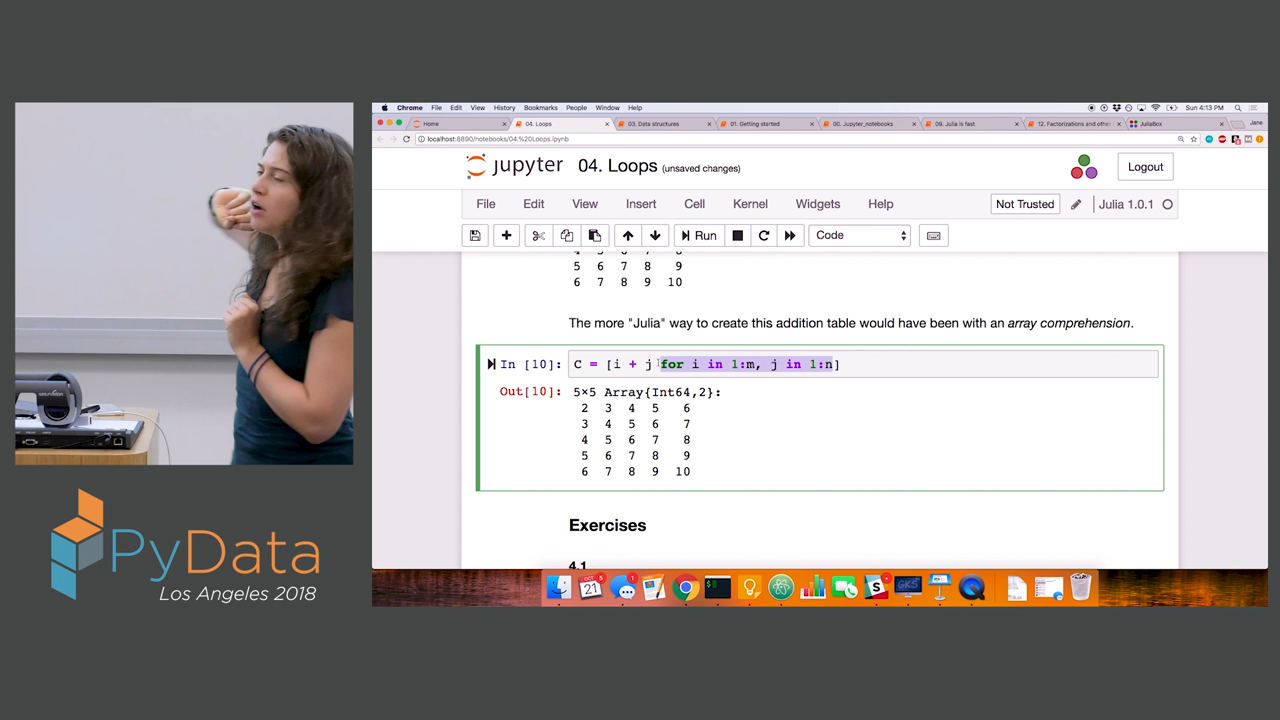 Chrome File Edit View History Bookmarks People Window Help
Sun 4:13 PM
Home
04. Loops
03. Data structures
01. Getting started
00. Jupyter_notebooks
09. Julia is fast
12. Factorizations and other
JuliaBox
Jane
localhost:8890/notebooks/04.%20Loops.ipynb
jupyter 04. Loops (unsaved changes)
Logout
File Edit View Insert Cell Kernel Widgets Help
Not Trusted
Julia 1.0.1
Run
Code
5 6 7 8 9
6 7 8 9 10
The more "Julia" way to create this addition table would have been with an array comprehension.
In [10]: C = [i + j for i in 1:m, j in 1:n]
Out[10]: 5×5 Array{Int64,2}:
2 3 4 5 6
3 4 5 6 7
4 5 6 7 8
5 6 7 8 9
6 7 8 9 10
Exercises
4.1
OCT
21
GKS
PyData
Los Angeles 2018